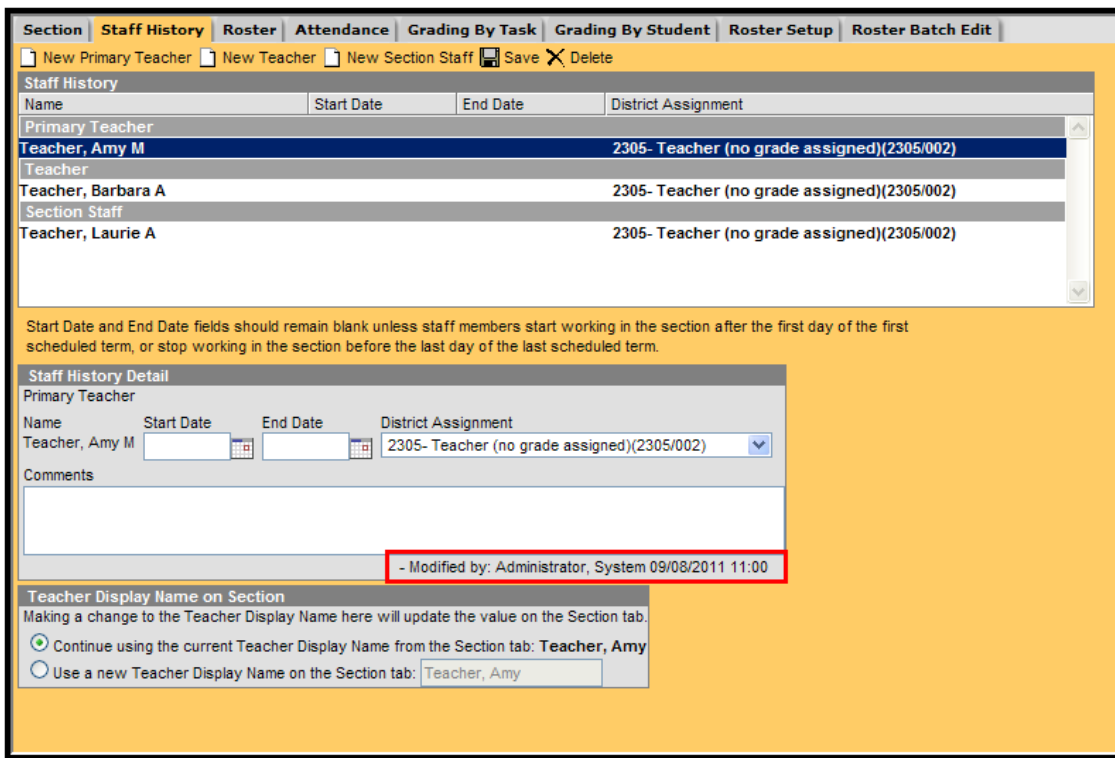 Section Staff History Roster Attendance Grading By Task Grading By Student Roster Setup Roster Batch Edit
New Primary Teacher New Teacher New Section Staff Save Delete
Staff History
Name Start Date End Date District Assignment
Primary Teacher
Teacher, Amy M 2305- Teacher (no grade assigned)(2305/002)
Teacher
Teacher, Barbara A 2305- Teacher (no grade assigned)(2305/002)
Section Staff
Teacher, Laurie A 2305- Teacher (no grade assigned)(2305/002)
Start Date and End Date fields should remain blank unless staff members start working in the section after the first day of the first
scheduled term, or stop working in the section before the last day of the last scheduled term.
Staff History Detail
Primary Teacher
Name Start Date End Date District Assignment
Teacher, Amy M 2305- Teacher (no grade assigned)(2305/002)
Comments
- Modified by: Administrator, System 09/08/2011 11:00
Teacher Display Name on Section
Making a change to the Teacher Display Name here will update the value on the Section tab.
Continue using the current Teacher Display Name from the Section tab: Teacher, Amy
Use a new Teacher Display Name on the Section tab: Teacher, Amy